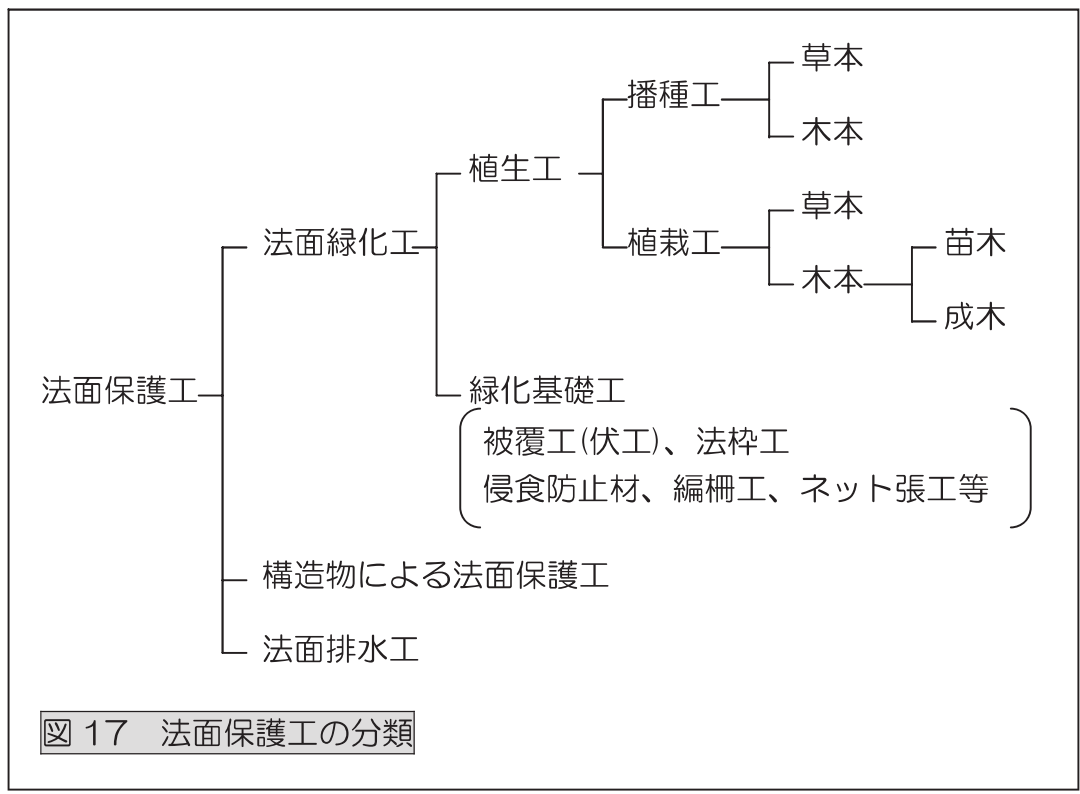 草本
播種工
木本
植生工
草本
法面緑化工
植栽工
苗木
木本
成木
法面保護工
緑化基礎工
被覆工(伏工)、法枠工
侵食防止材、編柵工、ネット張工等
構造物による法面保護工
法面排水工
図 17　法面保護工の分類